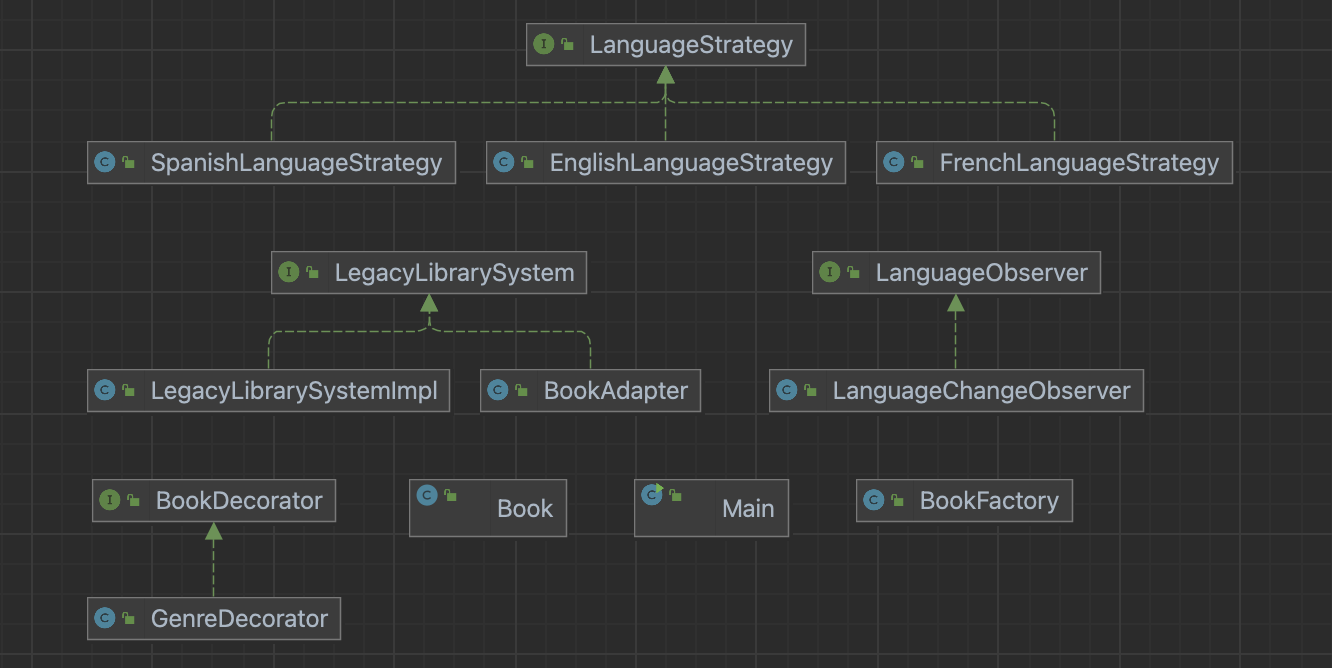 I LanguageStrategy
C SpanishLanguageStrategy
C EnglishLanguageStrategy
C FrenchLanguageStrategy
I LegacyLibrarySystem
I LanguageObserver
C LegacyLibrarySystemImpl
C BookAdapter
C LanguageChangeObserver
I BookDecorator
C Book
C Main
C BookFactory
C GenreDecorator